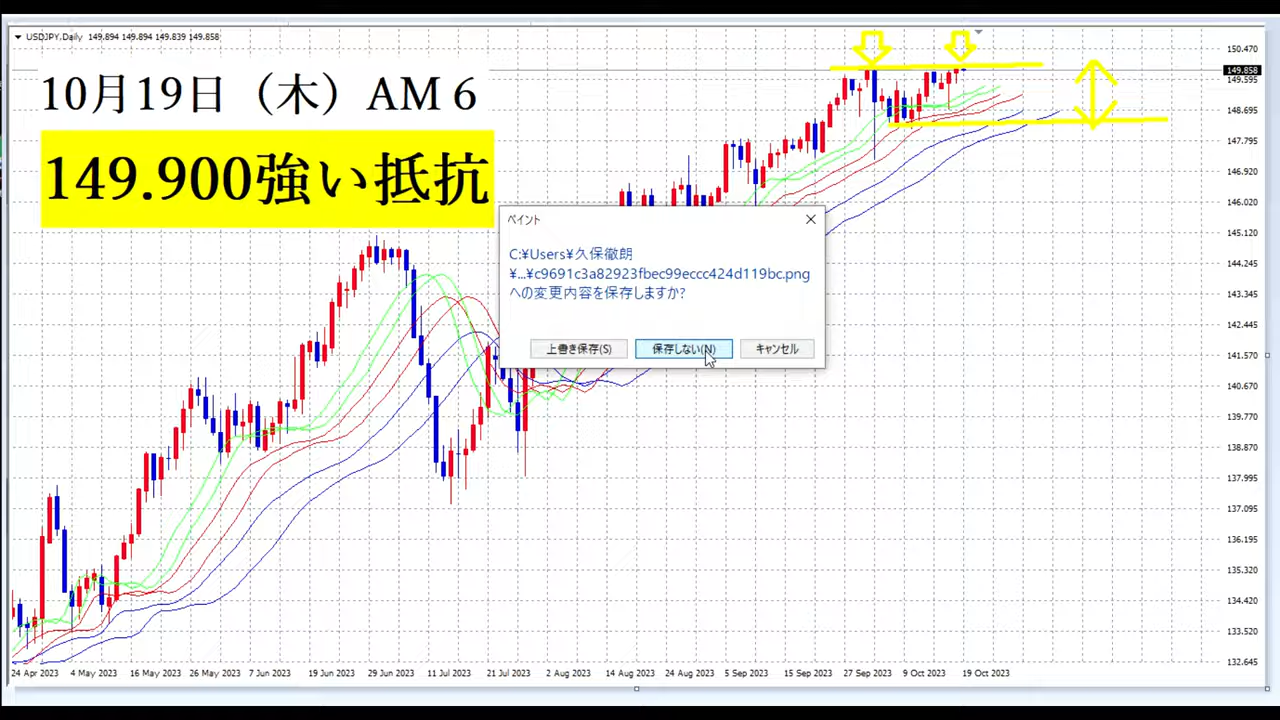 USDJPY,Daily 149.894 149.894 149.839 149.858
10月19日（木）AM６
149.900強い抵抗
ペイント
C:¥Users¥久保徹朗
¥...¥c9691c3a82923fbec99eccc424d119bc.png
への変更内容を保存しますか?
上書き保存(S) 保存しない(N) キャンセル
150.470
149.858
149.595
148.695
147.795
146.920
146.020
145.120
144.245
143.345
142.445
141.570
140.670
139.770
138.870
137.995
137.095
136.195
135.320
134.420
133.520
132.645
24 Apr 2023 4 May 2023 16 May 2023 26 May 2023 7 Jun 2023 19 Jun 2023 29 Jun 2023 11 Jul 2023 21 Jul 2023 2 Aug 2023 14 Aug 2023 24 Aug 2023 5 Sep 2023 15 Sep 2023 27 Sep 2023 9 Oct 2023 19 Oct 2023